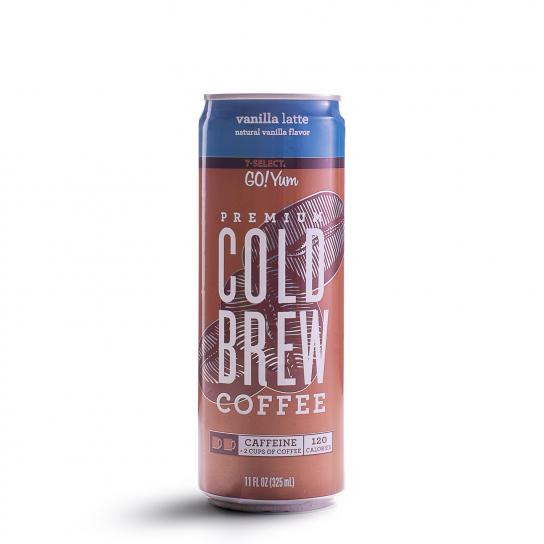 vanilla latte
natural vanilla flavor
7-SELECT.
GO! Yum
PREMIUM
COLD
BREW
COFFEE
CAFFEINE
= 2 CUPS OF COFFEE
120
CALORIES
11 FL OZ (325 mL)